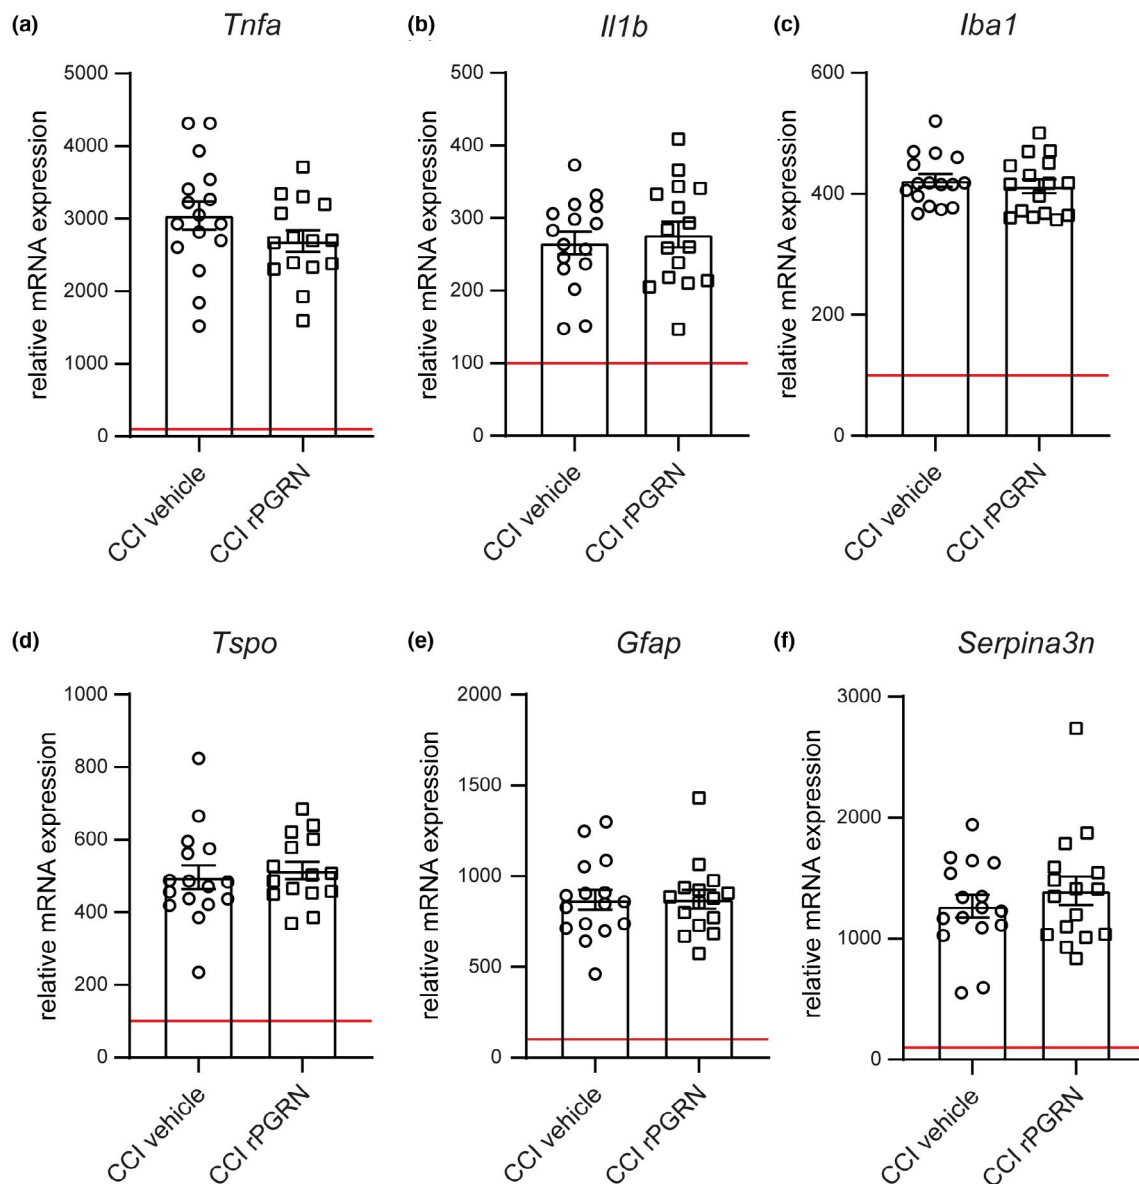 (a) Tnfa
relative mRNA expression
5000
4000
3000
2000
1000
0
CCI vehicle
CCI rPGRN
(b) Il1b
relative mRNA expression
500
400
300
200
100
0
CCI vehicle
CCI rPGRN
(c) Iba1
relative mRNA expression
600
400
200
0
CCI vehicle
CCI rPGRN
(d) Tspo
relative mRNA expression
1000
800
600
400
200
0
CCI vehicle
CCI rPGRN
(e) Gfap
relative mRNA expression
2000
1500
1000
500
0
CCI vehicle
CCI rPGRN
(f) Serpina3n
relative mRNA expression
3000
2000
1000
0
CCI vehicle
CCI rPGRN